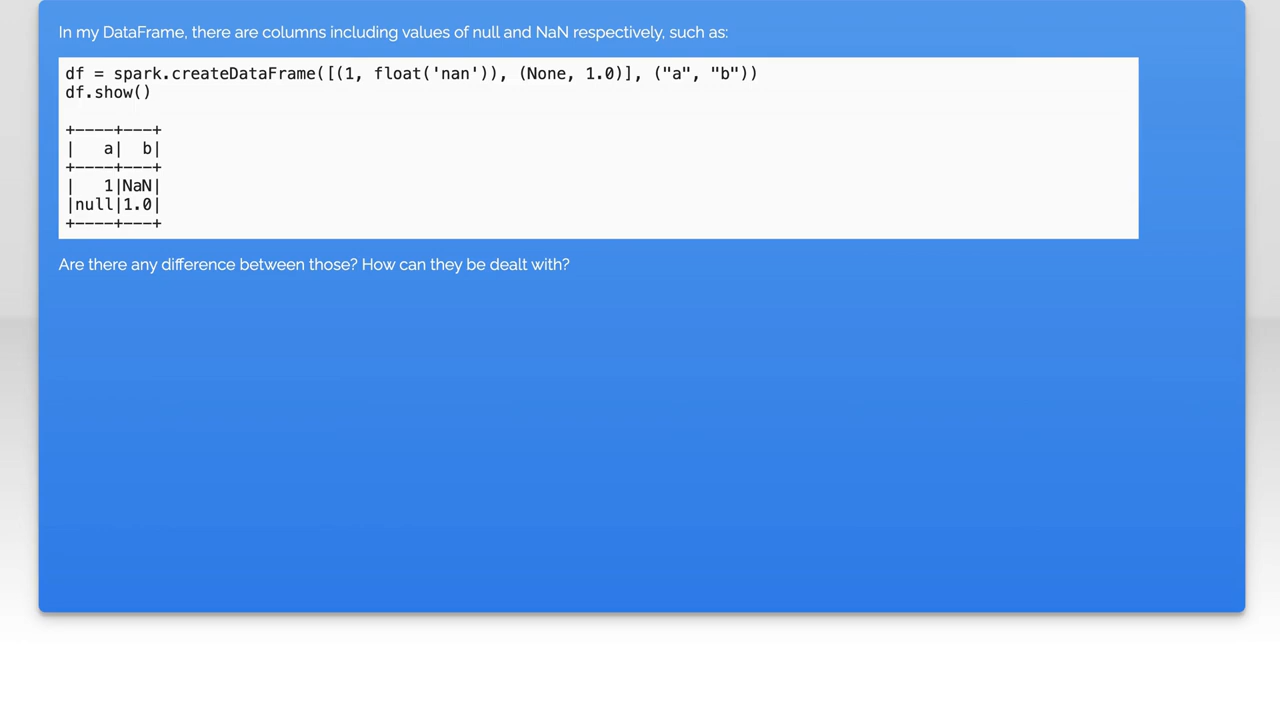 In my DataFrame, there are columns including values of null and NaN respectively, such as:
df = spark.createDataFrame([(1, float('nan')), (None, 1.0)], ("a", "b"))
df.show()
+----+---+
|   a|  b|
+----+---+
|   1|NaN|
|null|1.0|
+----+---+
Are there any difference between those? How can they be dealt with?